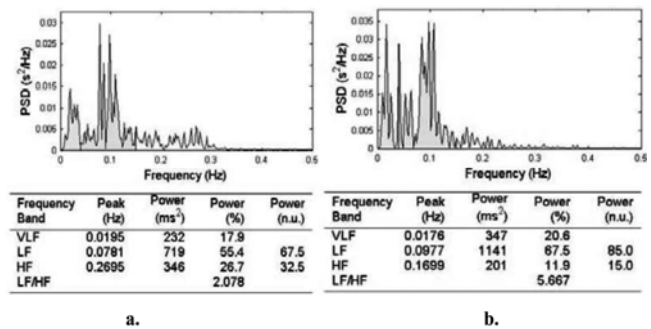 0.03
0.025
0.02
0.015
0.01
0.005
0
PSD (s²/Hz)
0 0.1 0.2 0.3 0.4 0.5
Frequency (Hz)
Frequency Band Peak (Hz) Power (ms²) Power (%) Power (n.u.)
VLF 0.0195 232 17.9
LF 0.0781 719 55.4 67.5
HF 0.2695 346 26.7 32.5
LF/HF 2.078
a.
0.035
0.03
0.025
0.02
0.015
0.01
0.005
0
PSD (s²/Hz)
0 0.1 0.2 0.3 0.4 0.5
Frequency (Hz)
Frequency Band Peak (Hz) Power (ms²) Power (%) Power (n.u.)
VLF 0.0176 347 20.6
LF 0.0977 1141 67.5 85.0
HF 0.1699 201 11.9 15.0
LF/HF 5.667
b.